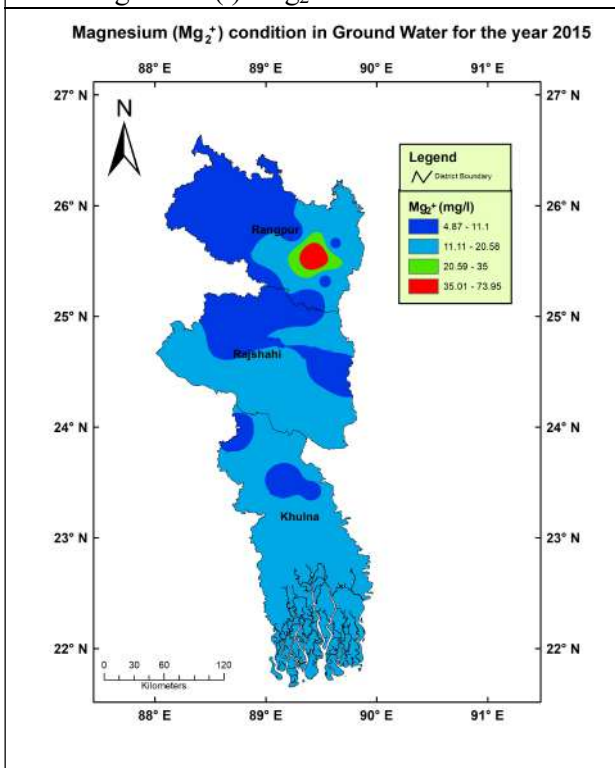 Magnesium (Mg₂⁺) condition in Ground Water for the year 2015
88° E 89° E 90° E 91° E
27° N 27° N
N
Legend
District Boundary
Mg₂⁺ (mg/l)
4.87 - 11.1
11.11 - 20.58
20.59 - 35
35.01 - 73.95
26° N 26° N
Rangpur
25° N 25° N
Rajshahi
24° N 24° N
Khulna
23° N 23° N
22° N 22° N
0 30 60 120
Kilometers
88° E 89° E 90° E 91° E